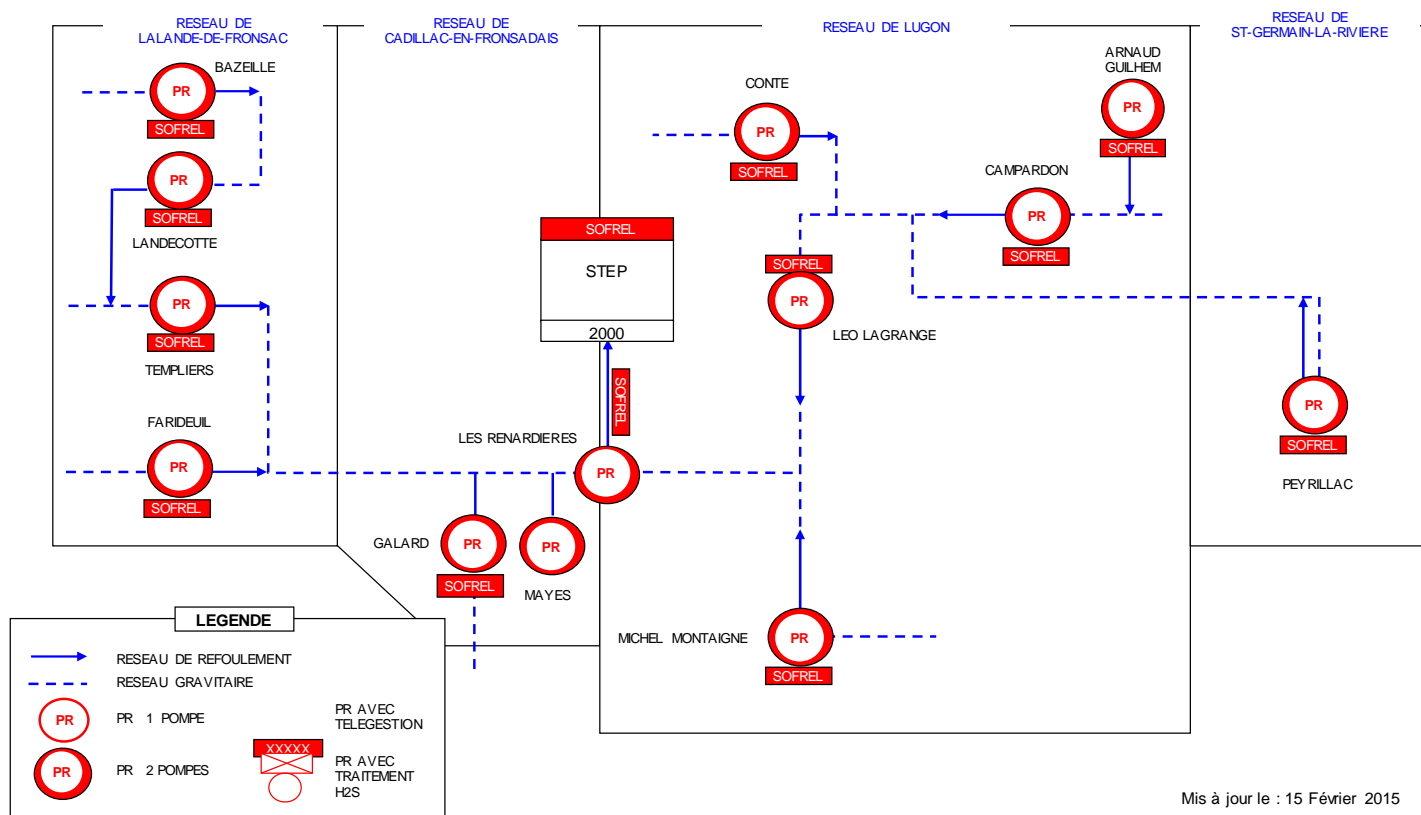 RESEAU DE
LALANDE-DE-FRONSAC
RESEAU DE
CADILLAC-EN-FRONSADAIS
RESEAU DE LUGON
RESEAU DE
ST-GERMAIN-LA-RIVIERE
BAZEILLE
PR
SOFREL
PR
SOFREL
LANDECOTTE
PR
SOFREL
TEMPLIERS
FARIDEUIL
PR
SOFREL
SOFREL
STEP
2000
SOFREL
LES RENARDIERES
PR
GALARD
PR
SOFREL
PR
MAYES
CONTE
PR
SOFREL
ARNAUD
GUILHEM
PR
SOFREL
CAMPARDON
PR
SOFREL
SOFREL
PR
LEO LAGRANGE
PR
SOFREL
PEYRILLAC
MICHEL MONTAIGNE
PR
SOFREL
LEGENDE
RESEAU DE REFOULEMENT
RESEAU GRAVITAIRE
PR
PR 1 POMPE
PR
PR 2 POMPES
PR AVEC
TELEGESTION
XXXXX
PR AVEC
TRAITEMENT
H2S
Mis à jour le : 15 Février 2015